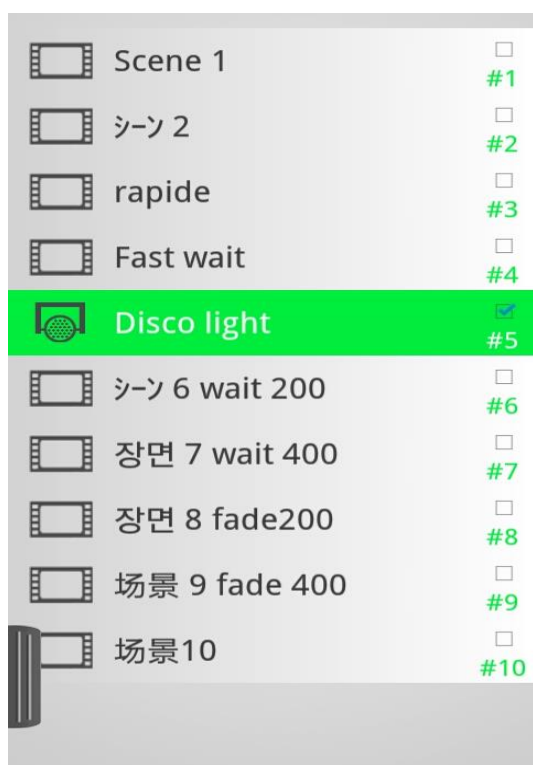 Scene 1
#1
ｼｰﾝ 2
#2
rapide
#3
Fast wait
#4
Disco light
#5
ｼｰﾝ 6 wait 200
#6
장면 7 wait 400
#7
장면 8 fade200
#8
场景 9 fade 400
#9
场景10
#10